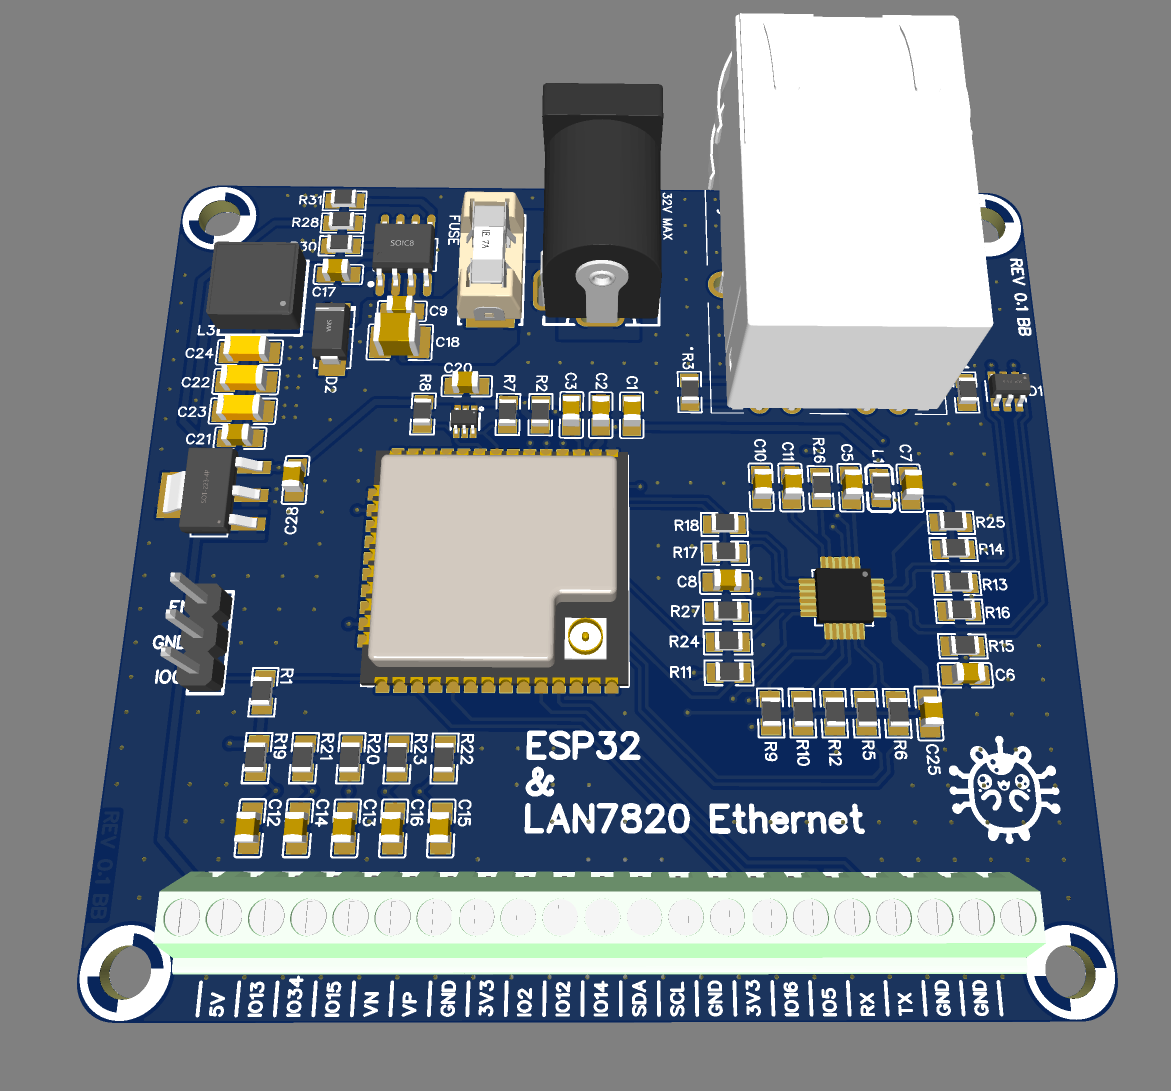 R31
R28
R30
C17
SOIC8
FUSE
32V MAX
REV 0.1 BB
L3
C24
C22
C23
C21
C9
C18
SMA
D2
C20
R8
R7
R2
C3
C2
C1
R3
D1
C28
C10
C11
R26
C5
C7
R18
R17
C8
R27
R24
R11
R25
R14
R13
R16
R15
C6
R9
R10
R12
R5
R6
C25
GND
R1
R19
R21
R20
R23
R22
C12
C14
C13
C16
C15
ESP32
&
LAN7820 Ethernet
REV 0.1 BB
5V
IO13
IO34
IO15
VN
VP
GND
3V3
IO2
IO12
IO14
SDA
SCL
GND
3V3
IO16
IO5
RX
TX
GND
GND